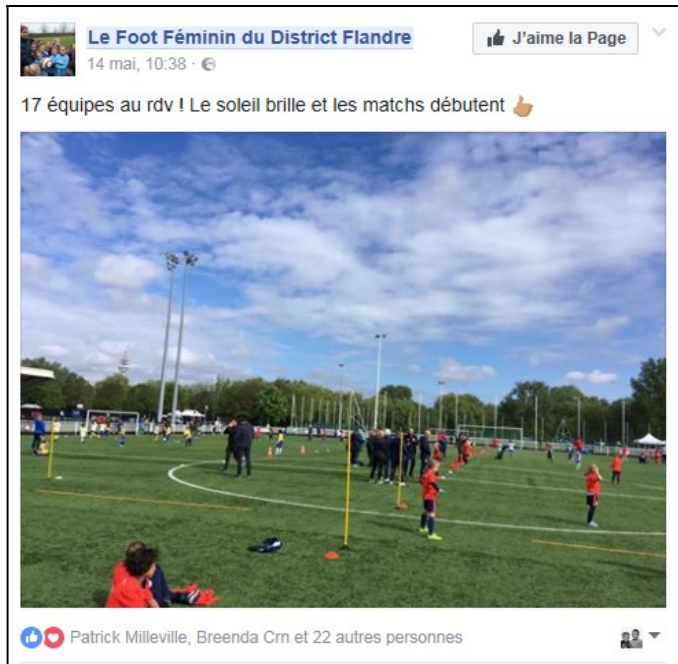 Le Foot Féminin du District Flandre
J'aime la Page
14 mai, 10:38 ·
17 équipes au rdv ! Le soleil brille et les matchs débutent
Patrick Milleville, Breenda Crn et 22 autres personnes